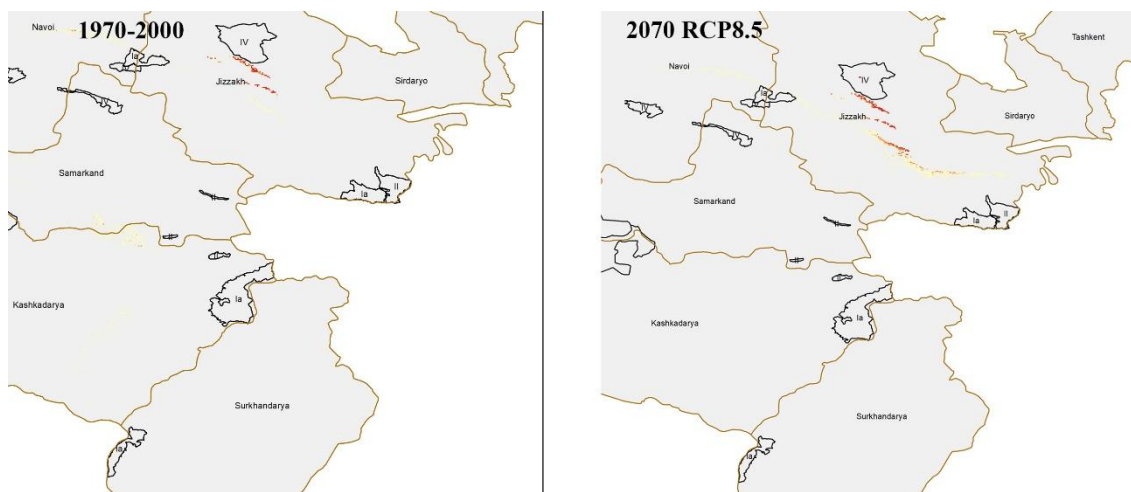 1970-2000
Navoi
Ia
IV
Jizzakh
Sirdaryo
Samarkand
Ia
II
Kashkadarya
Ia
Surkhandarya
Ia
2070 RCP8.5
Tashkent
Navoi
Ia
IV
Jizzakh
Sirdaryo
Samarkand
Ia
II
Kashkadarya
Ia
Surkhandarya
Ia